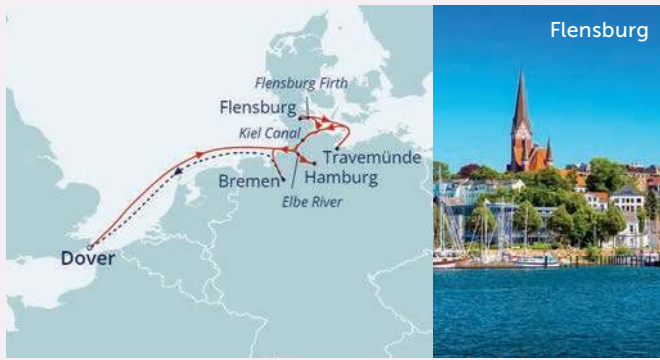 Flensburg Firth
Flensburg
Kiel Canal
Travemünde
Bremen
Hamburg
Elbe River
Dover
Flensburg